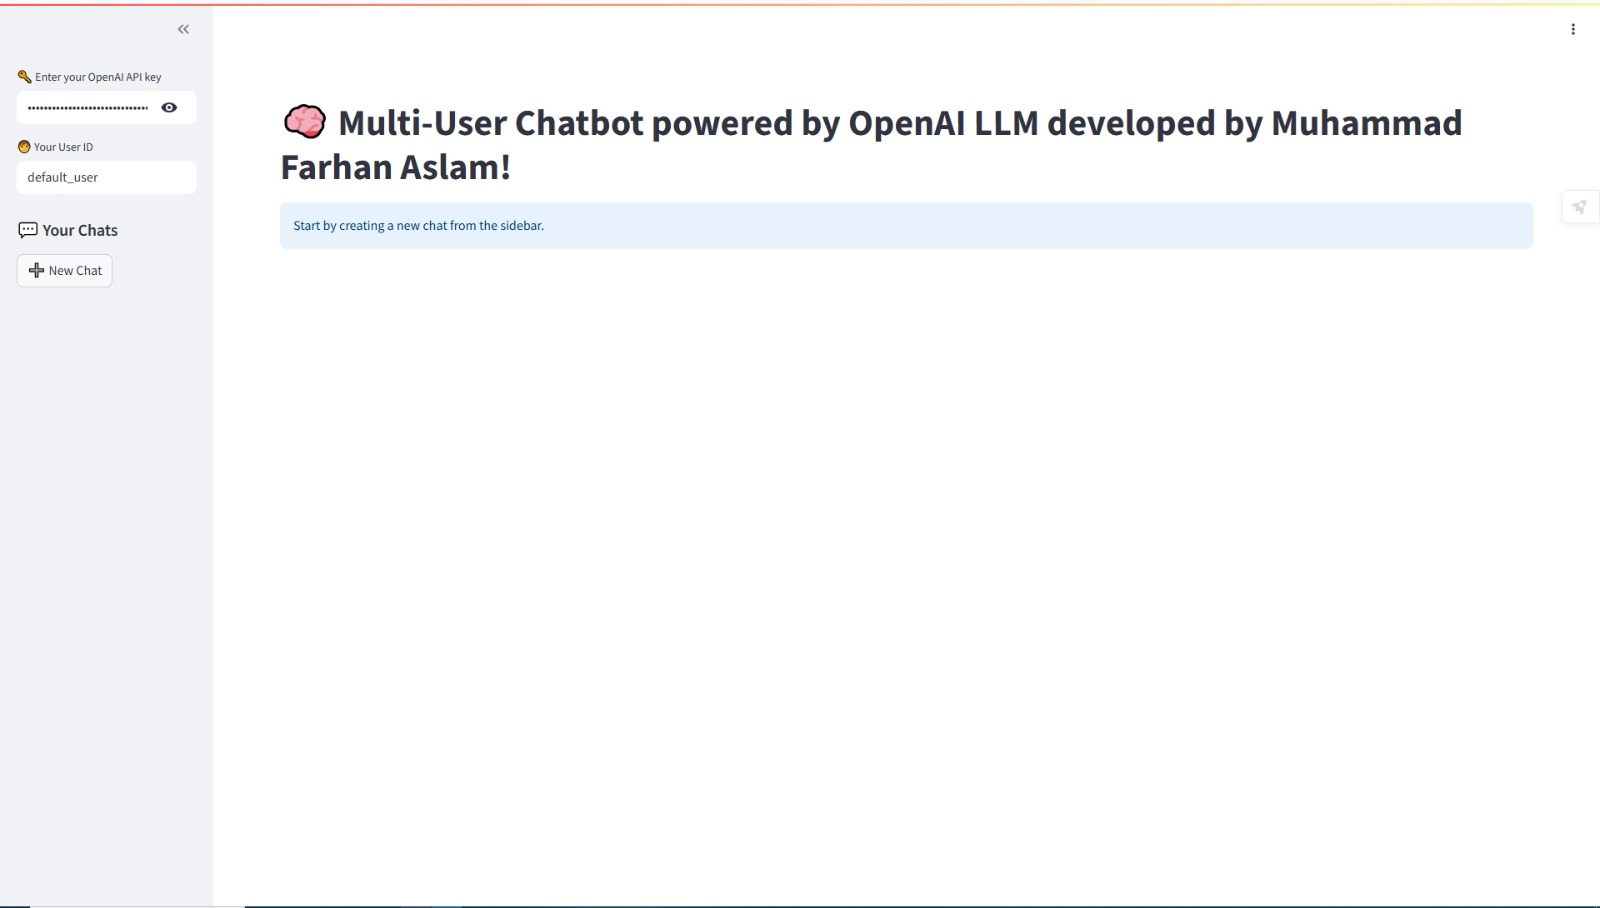 Enter your OpenAI API key
Your User ID
default_user
Your Chats
New Chat
Multi-User Chatbot powered by OpenAI LLM developed by Muhammad
Farhan Aslam!
Start by creating a new chat from the sidebar.